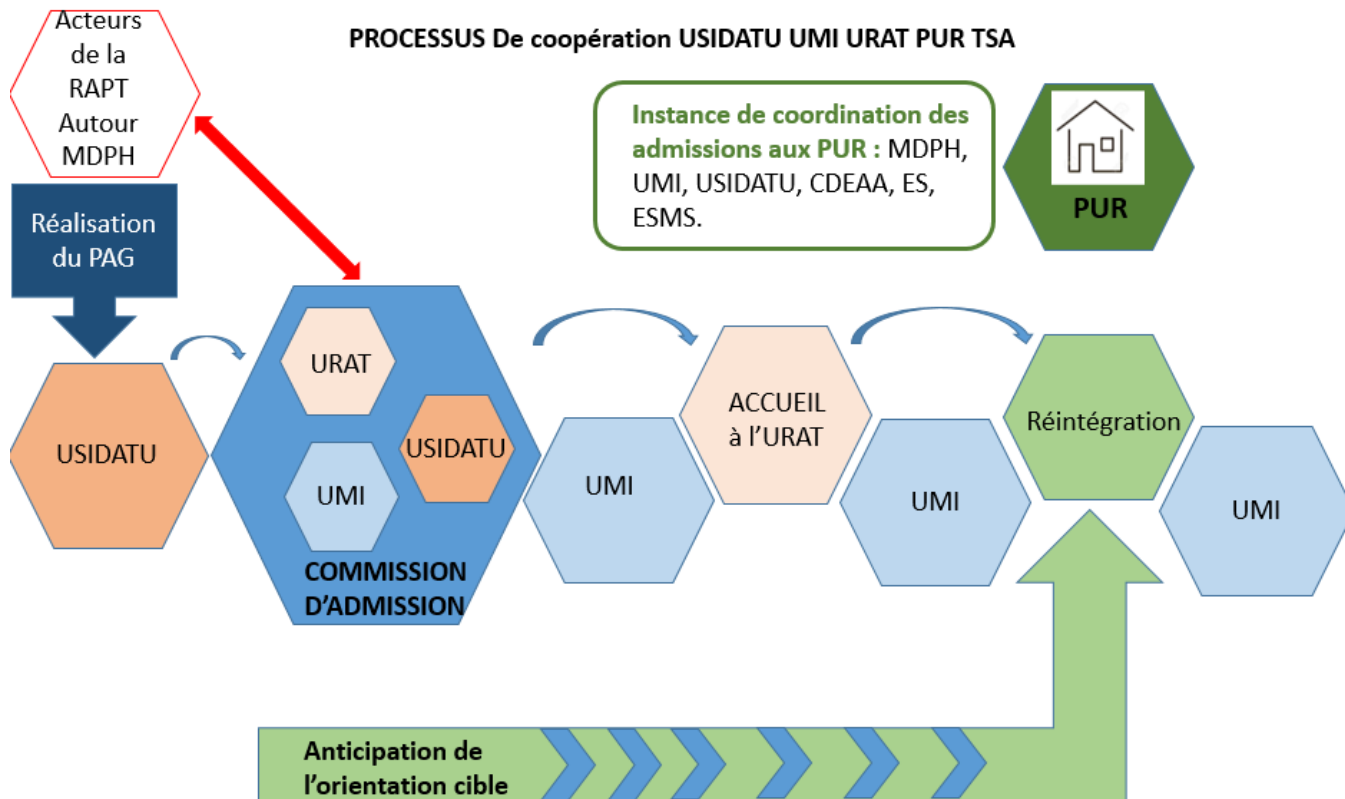 PROCESSUS De coopération USIDATU UMI URAT PUR TSA
Acteurs
de la
RAPT
Autour
MDPH
Instance de coordination des
admissions aux PUR : MDPH,
UMI, USIDATU, CDEAA, ES,
ESMS.
PUR
Réalisation
du PAG
USIDATU
URAT
USIDATU
UMI
COMMISSION
D'ADMISSION
UMI
ACCUEIL
à l'URAT
UMI
Réintégration
UMI
Anticipation de
l'orientation cible